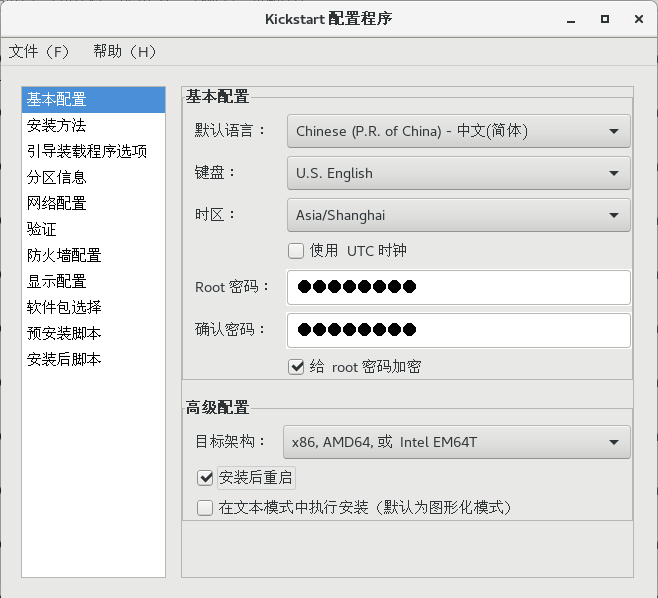 Kickstart 配置程序
文件（F） 帮助（H）
基本配置
安装方法
引导装载程序选项
分区信息
网络配置
验证
防火墙配置
显示配置
软件包选择
预安装脚本
安装后脚本
基本配置
默认语言： Chinese (P.R. of China) - 中文(简体)
键盘： U.S. English
时区： Asia/Shanghai
使用 UTC 时钟
Root 密码： ●●●●●●●●
确认密码： ●●●●●●●●
给 root 密码加密
高级配置
目标架构： x86, AMD64, 或 Intel EM64T
安装后重启
在文本模式中执行安装（默认为图形化模式）